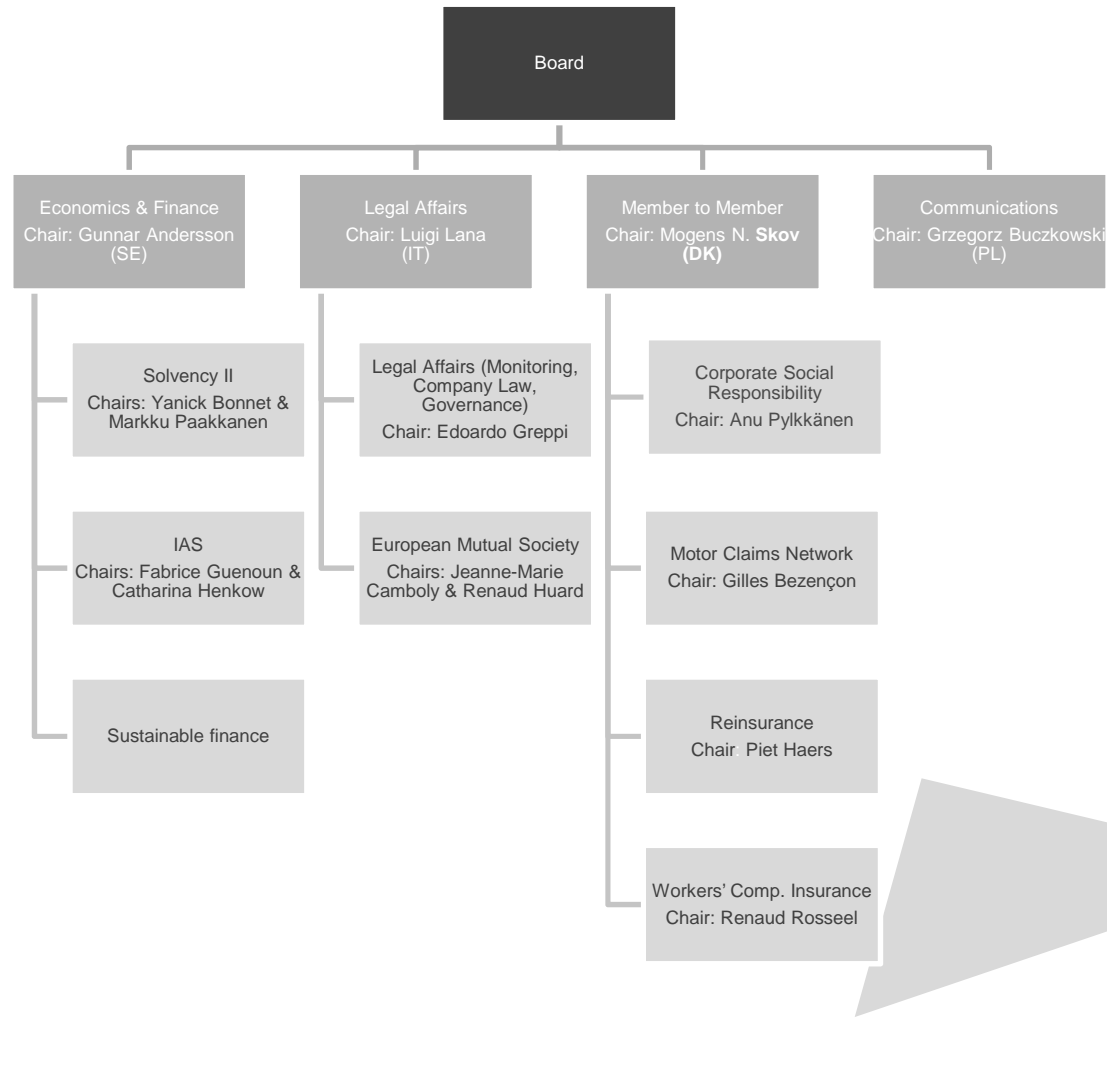 Board
Economics & Finance
Chair: Gunnar Andersson
(SE)
Legal Affairs
Chair: Luigi Lana
(IT)
Member to Member
Chair: Mogens N. Skov
(DK)
Communications
Chair: Grzegorz Buczkowski
(PL)
Solvency II
Chairs: Yanick Bonnet &
Markku Paakkanen
IAS
Chairs: Fabrice Guenoun &
Catharina Henkow
Sustainable finance
Legal Affairs (Monitoring,
Company Law,
Governance)
Chair: Edoardo Greppi
European Mutual Society
Chairs: Jeanne-Marie
Camboly & Renaud Huard
Corporate Social
Responsibility
Chair: Anu Pylkkänen
Motor Claims Network
Chair: Gilles Bezençon
Reinsurance
Chair: Piet Haers
Workers' Comp. Insurance
Chair: Renaud Rosseel